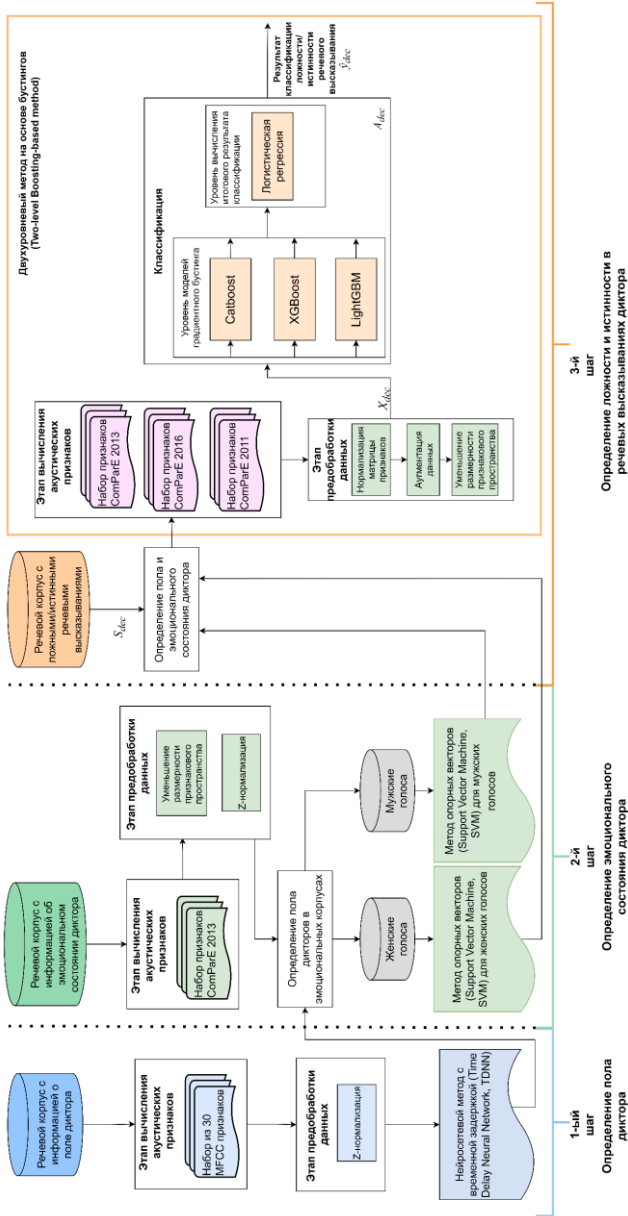 Речевой корпус с
информацией о
поле диктора
Этап вычисления
акустических
признаков
Набор из 30
MFCC признаков
Этап предобработки
данных
Z-нормализация
Нейросетевой метод с
временной задержкой (Time
Delay Neural Network, TDNN)
1-ый
шаг
Определение пола
диктора
Речевой корпус с
информацией об
эмоциональном
состоянии диктора
Этап вычисления
акустических
признаков
Набор признаков
ComParE 2013
Этап предобработки
данных
Уменьшение
размерности
признакового
пространства
Z-нормализация
Определение пола
дикторов в
эмоциональных корпусах
Женские
голоса
Мужские
голоса
Метод опорных векторов
(Support Vector Machine,
SVM) для женских голосов
Метод опорных векторов
(Support Vector Machine,
SVM) для мужских
голосов
2-й
шаг
Определение эмоционального
состояния диктора
Речевой корпус с
ложными/истинными
речевыми
высказываниями
S_dec
Определение пола и
эмоционального
состояния диктора
Двухуровневый метод на основе бустингов
(Two-level Boosting-based method)
Этап вычисления
акустических
признаков
Набор признаков
ComParE 2013
Набор признаков
ComParE 2016
Набор признаков
ComParE 2011
Этап
предобработки
данных
Нормализация
матрицы
признаков
Аугментация
данных
Уменьшение
размерности
признакового
пространства
X_dec
Классификация
Уровень моделей
градиентного бустинга
Catboost
XGBoost
LightGBM
Уровень вычисления
итогового результата
классификации
Логистическая
регрессия
A_dec
Результат
классификации
ложности/
истинности
речевого
высказывания
ŷ_dec
3-й
шаг
Определение ложности и истинности в
речевых высказываниях диктора